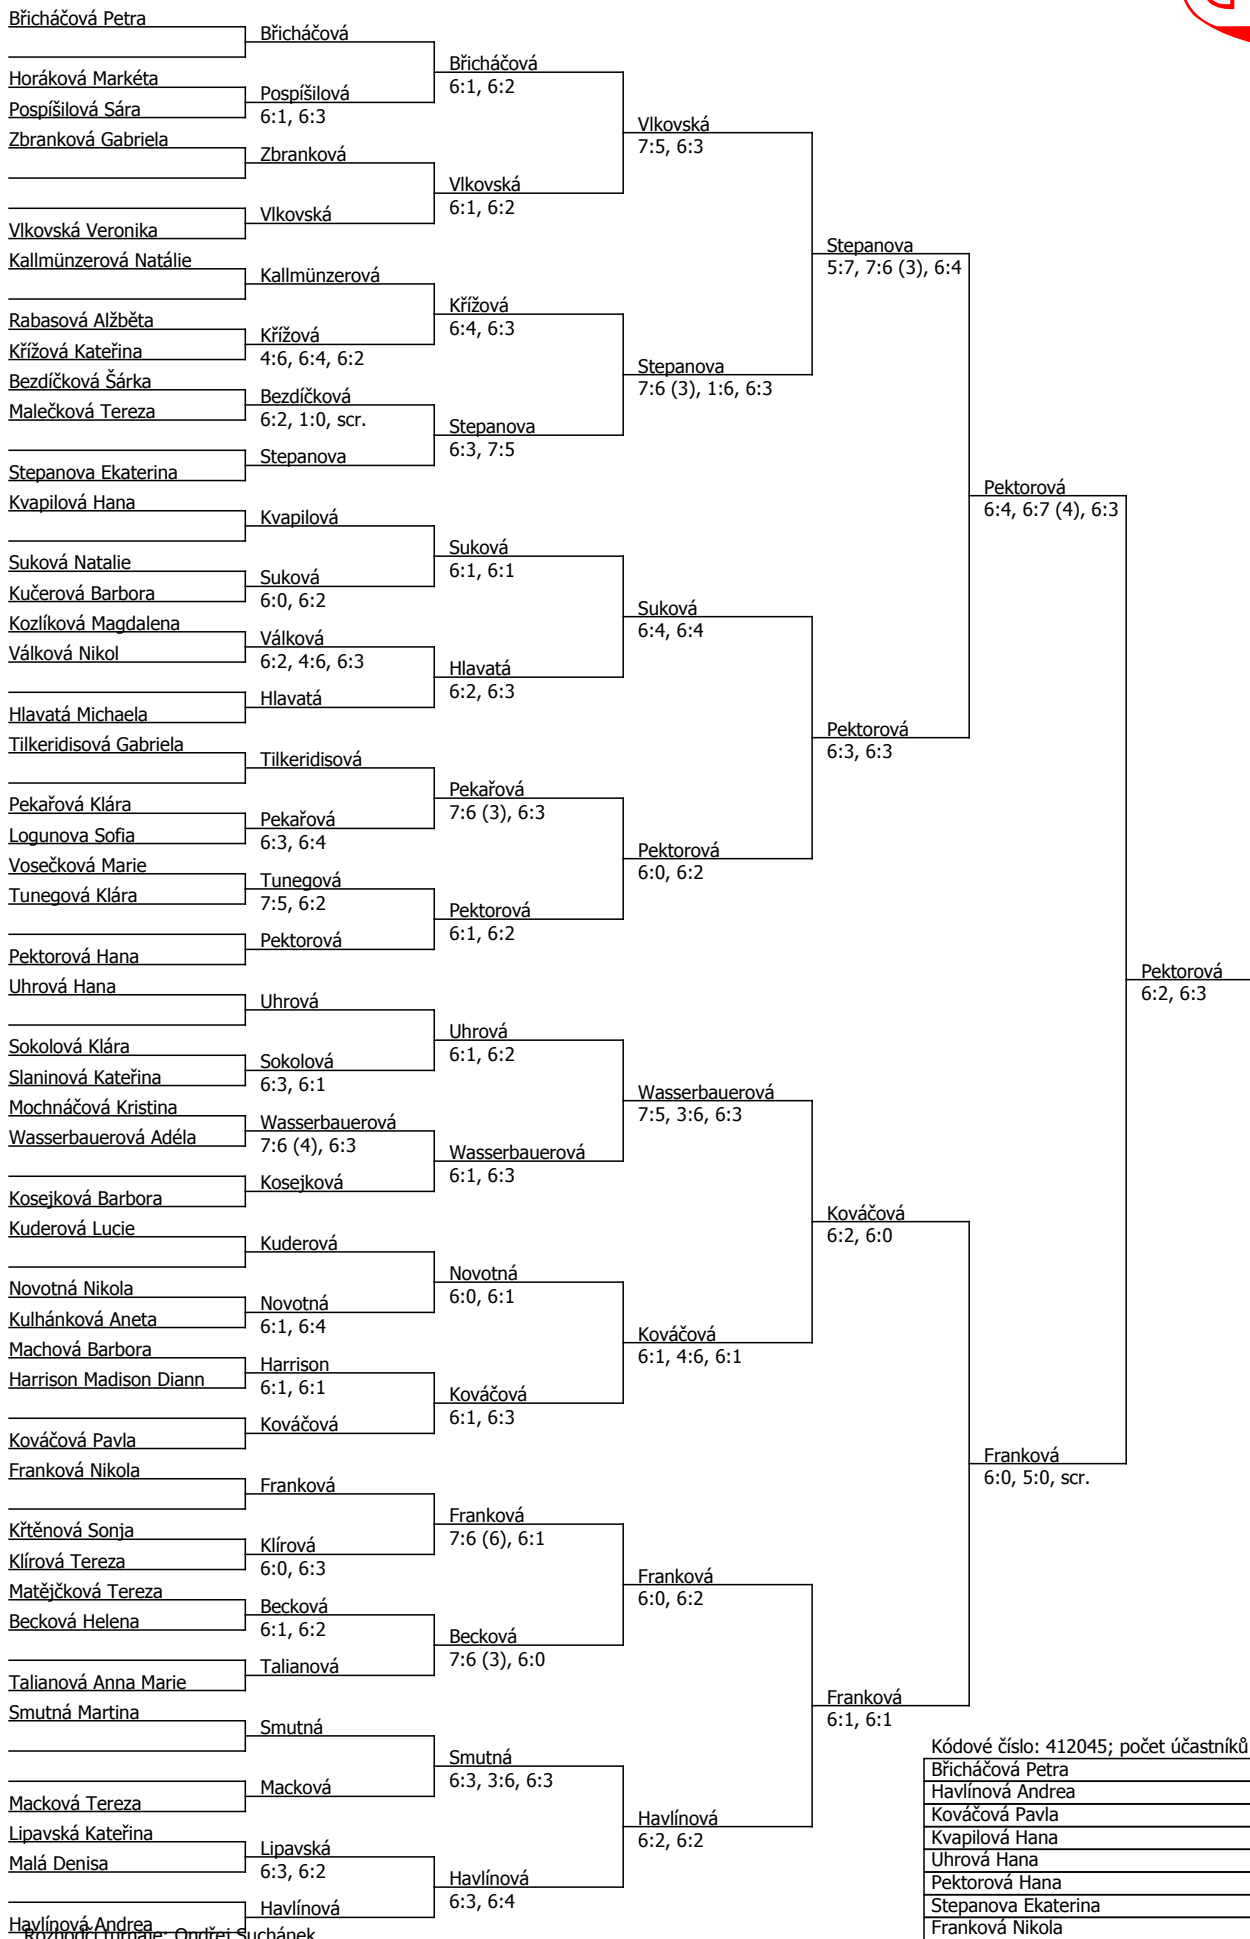 Břicháčová Petra
Horáková Markéta
Pospíšilová Sára
Zbranková Gabriela
Vlkovská Veronika
Kallmünzerová Natálie
Rabasová Alžběta
Křížová Kateřina
Bezdíčková Šárka
Malečková Tereza
Stepanova Ekaterina
Kvapilová Hana
Suková Natalie
Kučerová Barbora
Kozlíková Magdalena
Válková Nikol
Hlavatá Michaela
Tilkeridisová Gabriela
Pekařová Klára
Logunova Sofia
Vosečková Marie
Tunegová Klára
Pektorová Hana
Uhrová Hana
Sokolová Klára
Slaninová Kateřina
Mochnáčová Kristina
Wasserbauerová Adéla
Kosejková Barbora
Kuderová Lucie
Novotná Nikola
Kulhánková Aneta
Machová Barbora
Harrison Madison Diann
Kováčová Pavla
Franková Nikola
Křtěnová Sonja
Klírová Tereza
Matějčková Tereza
Becková Helena
Talianová Anna Marie
Smutná Martina
Macková Tereza
Lipavská Kateřina
Malá Denisa
Havlínová Andrea
Břicháčová
Pospíšilová
6:1, 6:3
Zbranková
Vlkovská
Kallmünzerová
Křížová
4:6, 6:4, 6:2
Bezdíčková
6:2, 1:0, scr.
Stepanova
Kvapilová
Suková
6:0, 6:2
Válková
6:2, 4:6, 6:3
Hlavatá
Tilkeridisová
Pekařová
6:3, 6:4
Tunegová
7:5, 6:2
Pektorová
Uhrová
Sokolová
6:3, 6:1
Wasserbauerová
7:6 (4), 6:3
Kosejková
Kuderová
Novotná
6:1, 6:4
Harrison
6:1, 6:1
Kováčová
Franková
Klírová
6:0, 6:3
Becková
6:1, 6:2
Talianová
Smutná
Macková
Lipavská
6:3, 6:2
Havlínová
Břicháčová
6:1, 6:2
Vlkovská
6:1, 6:2
Křížová
6:4, 6:3
Stepanova
6:3, 7:5
Suková
6:1, 6:1
Hlavatá
6:2, 6:3
Pekařová
7:6 (3), 6:3
Pektorová
6:1, 6:2
Uhrová
6:1, 6:2
Wasserbauerová
6:1, 6:3
Novotná
6:0, 6:1
Kováčová
6:1, 6:3
Franková
7:6 (6), 6:1
Becková
7:6 (3), 6:0
Smutná
6:3, 3:6, 6:3
Havlínová
6:3, 6:4
Vlkovská
7:5, 6:3
Stepanova
7:6 (3), 1:6, 6:3
Suková
6:4, 6:4
Pektorová
6:0, 6:2
Wasserbauerová
7:5, 3:6, 6:3
Kováčová
6:1, 4:6, 6:1
Franková
6:0, 6:2
Havlínová
6:2, 6:2
Stepanova
5:7, 7:6 (3), 6:4
Pektorová
6:3, 6:3
Kováčová
6:2, 6:0
Franková
6:1, 6:1
Pektorová
6:4, 6:7 (4), 6:3
Franková
6:0, 5:0, scr.
Pektorová
6:2, 6:3
Kódové číslo: 412045; počet účastníků
Břicháčová Petra
Havlínová Andrea
Kováčová Pavla
Kvapilová Hana
Uhrová Hana
Pektorová Hana
Stepanova Ekaterina
Franková Nikola
Rozhodčí turnaje: Ondřej Suchánek